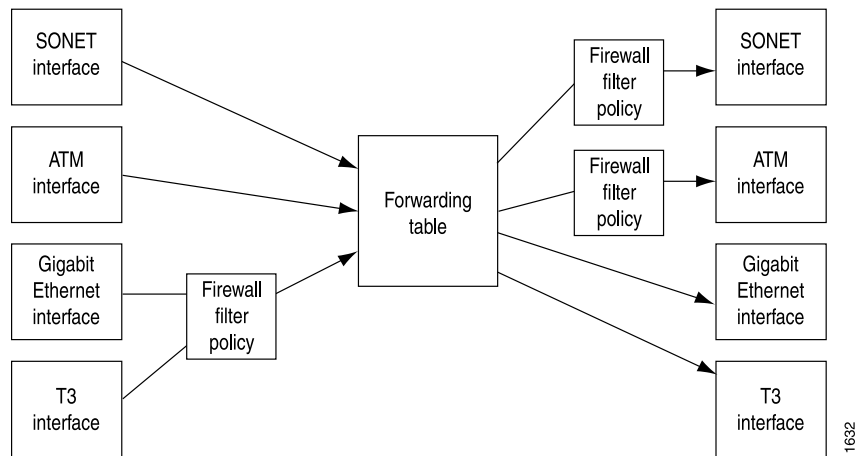 SONET
interface
ATM
interface
Gigabit
Ethernet
interface
T3
interface
Firewall
filter
policy
Forwarding
table
Firewall
filter
policy
Firewall
filter
policy
SONET
interface
ATM
interface
Gigabit
Ethernet
interface
T3
interface
1632